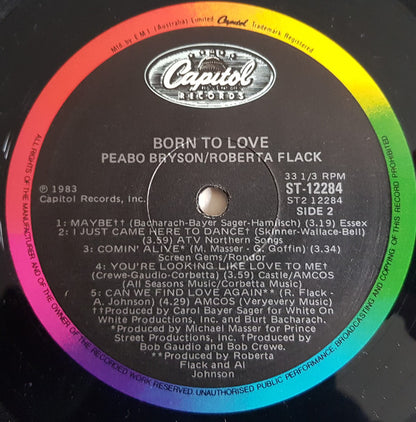 Mfd. by E.M.I. (Australia) Limited Capitol Trademark Registered.
Capitol
RECORDS
BORN TO LOVE
PEABO BRYSON/ROBERTA FLACK
33 1/3 RPM
℗ 1983 ST-12284
Capitol Records, Inc. ST2 12284
SIDE 2
1: MAYBE†† (Bacharach-Bayer Sager-Hamlisch) (3.19) Essex
2: I JUST CAME HERE TO DANCE† (Skinner-Wallace-Bell)
(3.59) ATV Northern Songs
3: COMIN' ALIVE* (M. Masser - G. Goffin) (3.34)
Screen Gems/Rondor
4: YOU'RE LOOKING LIKE LOVE TO ME†
(Crewe-Gaudio-Corbetta) (3.59) Castle/AMCOS
(All Seasons Music/Corbetta Music)
5: CAN WE FIND LOVE AGAIN** (R. Flack -
A. Johnson) (4.29) AMCOS (Veryevery Music)
††Produced by Carol Bayer Sager for White On
White Productions, Inc. and Burt Bacharach.
*Produced by Michael Masser for Prince
Street Productions, Inc. †Produced by
Bob Gaudio and Bob Crewe.
**Produced by Roberta
Flack and Al
Johnson
ALL RIGHTS OF THE MANUFACTURER AND OF THE OWNER OF THE RECORDED WORK RESERVED. UNAUTHORISED PUBLIC PERFORMANCE, BROADCASTING AND COPYING OF THIS RECORD PROHIBITED.